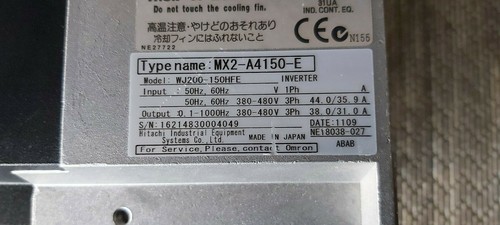 Do not touch the cooling fin.
31UA
IND. CONT. EQ.
高温注意・やけどのおそれあり
冷却フィンにはふれないこと
NE27722
CE
N155
Type name: MX2-A4150-E
Model: WJ200-150HFE INVERTER
Input : 50Hz, 60Hz V 1Ph A
50Hz, 60Hz 380-480V 3Ph 44.0/35.9 A
Output :0.1-1000Hz 380-480V 3Ph 38.0/31.0 A
S/N:16214830004049 DATE:1109
Hitachi Industrial Equipment Systems Co.,Ltd. MADE IN JAPAN NE18038-027
For Service,Please,contact Omron ABAB